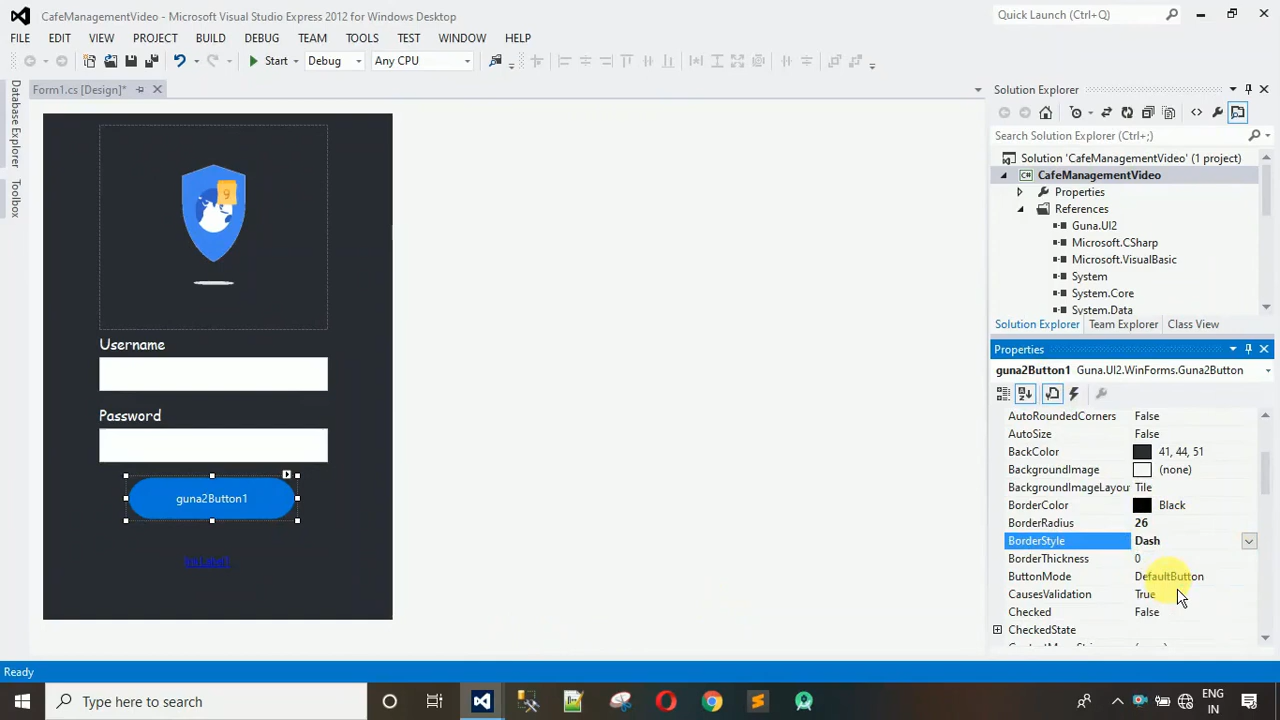 CafeManagementVideo - Microsoft Visual Studio Express 2012 for Windows Desktop
Quick Launch (Ctrl+Q)
FILE EDIT VIEW PROJECT BUILD DEBUG TEAM TOOLS TEST WINDOW HELP
Start Debug Any CPU
Form1.cs [Design]*
Database Explorer
Toolbox
9
Username
Password
guna2Button1
Solution Explorer
Search Solution Explorer (Ctrl+;)
Solution 'CafeManagementVideo' (1 project)
C#
CafeManagementVideo
Properties
References
Guna.UI2
Microsoft.CSharp
Microsoft.VisualBasic
System
System.Core
System.Data
Solution Explorer Team Explorer Class View
Properties
guna2Button1 Guna.UI2.WinForms.Guna2Button
AutoRoundedCorners False
AutoSize False
BackColor 41, 44, 51
BackgroundImage (none)
BackgroundImageLayou Tile
BorderColor Black
BorderRadius 26
BorderStyle Dash
BorderThickness 0
ButtonMode DefaultButton
CausesValidation True
Checked False
CheckedState
Ready
Type here to search
ENG
IN